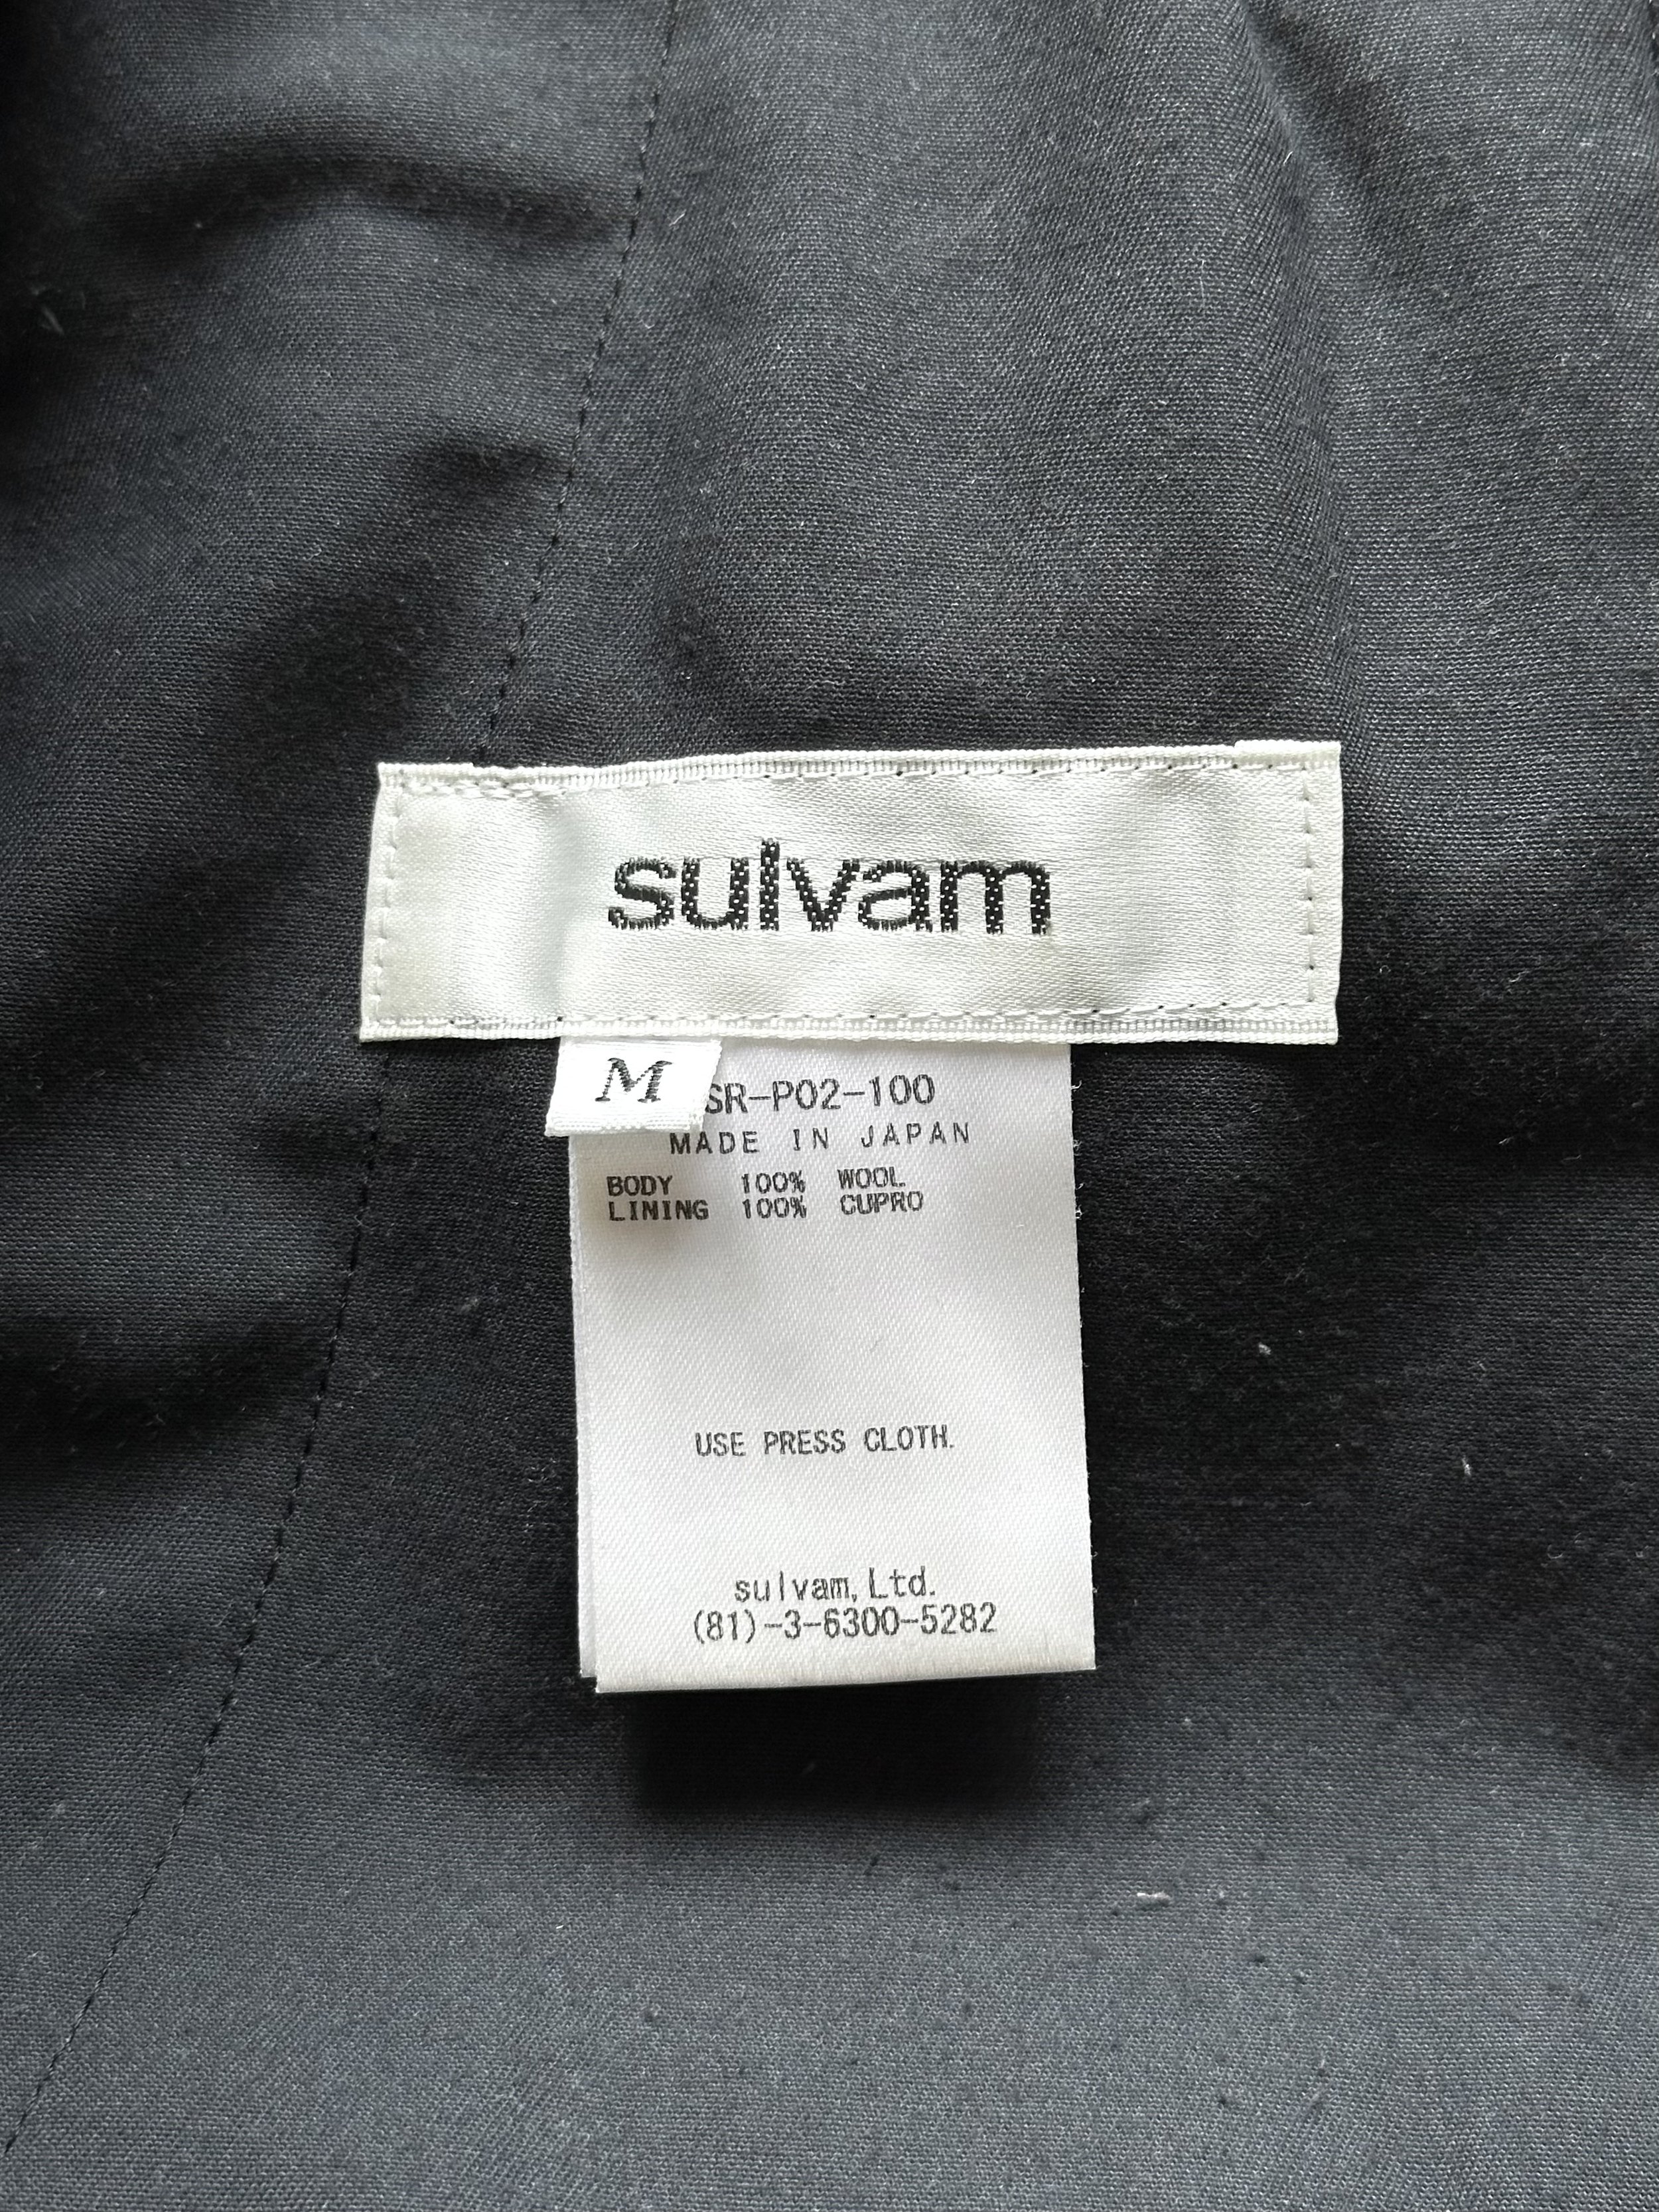 sulvam
M
SR-P02-100
MADE IN JAPAN
BODY 100% WOOL
LINING 100% CUPRO
USE PRESS CLOTH.
sulvam, Ltd.
(81)-3-6300-5282